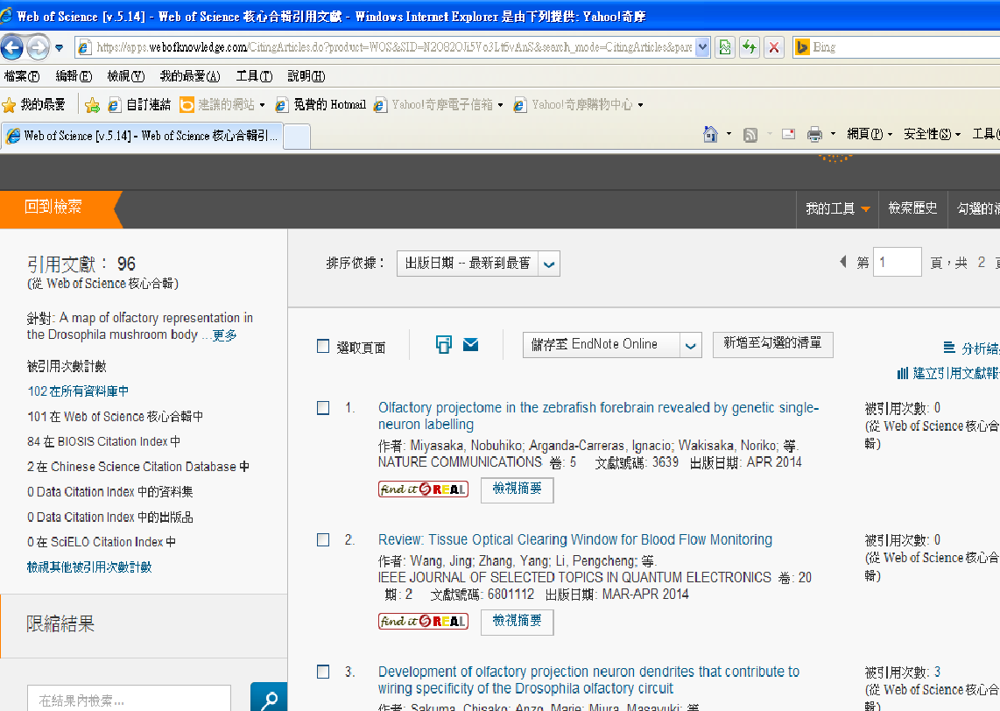 Web of Science [v.5.14] - Web of Science 核心合輯引用文獻 - Windows Internet Explorer 是由下列提供: Yahoo!奇摩
https://apps.webofknowledge.com/CitingArticles.do?product=WOS&SID=N2O82OJi5Yo3Lt6vAnS&search_mode=CitingArticles&pare
Bing
檔案(F) 編輯(E) 檢視(V) 我的最愛(A) 工具(T) 說明(H)
我的最愛 自訂連結 建議的網站 免費的 Hotmail Yahoo!奇摩電子信箱 Yahoo!奇摩購物中心
Web of Science [v.5.14] - Web of Science 核心合輯引...
網頁(P) 安全性(S) 工具(
回到檢索
我的工具 檢索歷史 勾選的
引用文獻： 96
(從 Web of Science 核心合輯)
針對: A map of olfactory representation in
the Drosophila mushroom body ...更多
被引用次數計數
102 在所有資料庫中
101 在 Web of Science 核心合輯中
84 在 BIOSIS Citation Index 中
2 在 Chinese Science Citation Database 中
0 Data Citation Index 中的資料集
0 Data Citation Index 中的出版品
0 在 SciELO Citation Index 中
檢視其他被引用次數計數
限縮結果
在結果內檢索...
排序依據： 出版日期 -- 最新到最舊
第 1 頁，共 2
選取頁面 儲存至 EndNote Online 新增至勾選的清單
分析結
建立引用文獻報
1. Olfactory projectome in the zebrafish forebrain revealed by genetic single-
neuron labelling
作者: Miyasaka, Nobuhiko; Arganda-Carreras, Ignacio; Wakisaka, Noriko; 等.
NATURE COMMUNICATIONS 卷: 5 文獻號碼: 3639 出版日期: APR 2014
find it REAL 檢視摘要
被引用次數: 0
(從 Web of Science 核心合
輯)
2. Review: Tissue Optical Clearing Window for Blood Flow Monitoring
作者: Wang, Jing; Zhang, Yang; Li, Pengcheng; 等.
IEEE JOURNAL OF SELECTED TOPICS IN QUANTUM ELECTRONICS 卷: 20
期: 2 文獻號碼: 6801112 出版日期: MAR-APR 2014
find it REAL 檢視摘要
被引用次數: 0
(從 Web of Science 核心合
輯)
3. Development of olfactory projection neuron dendrites that contribute to
wiring specificity of the Drosophila olfactory circuit
作者: Sakuma, Chisako; Anzo, Marie; Miura, Masayuki; 等.
被引用次數: 3
(從 Web of Science 核心合
輯)